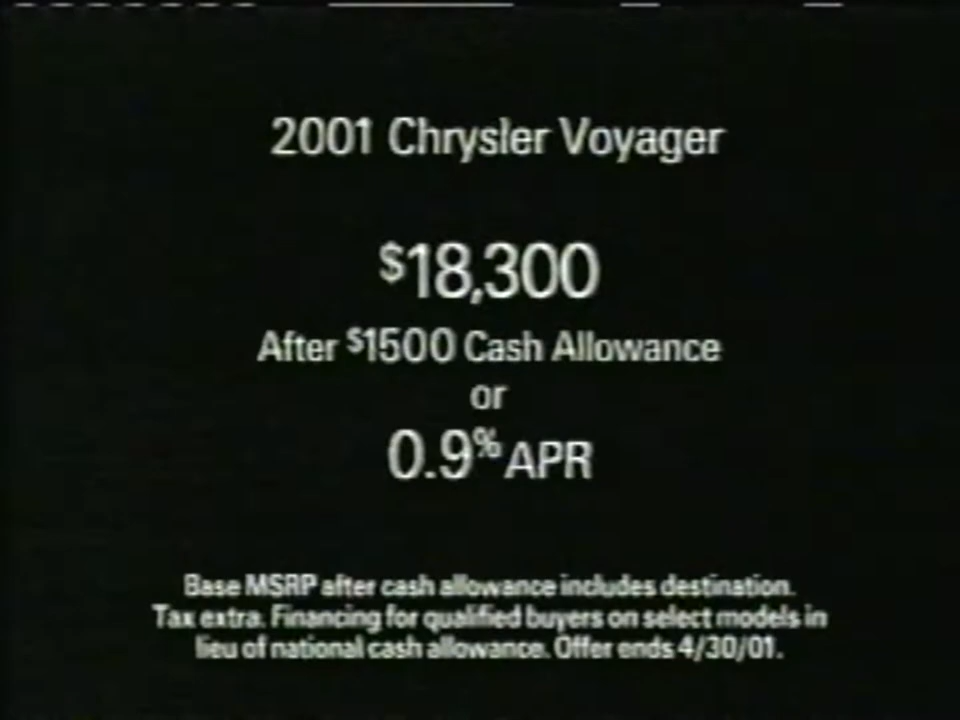 2001 Chrysler Voyager
$18,300
After $1500 Cash Allowance
or
0.9% APR
Base MSRP after cash allowance includes destination.
Tax extra. Financing for qualified buyers on select models in
lieu of national cash allowance. Offer ends 4/30/01.